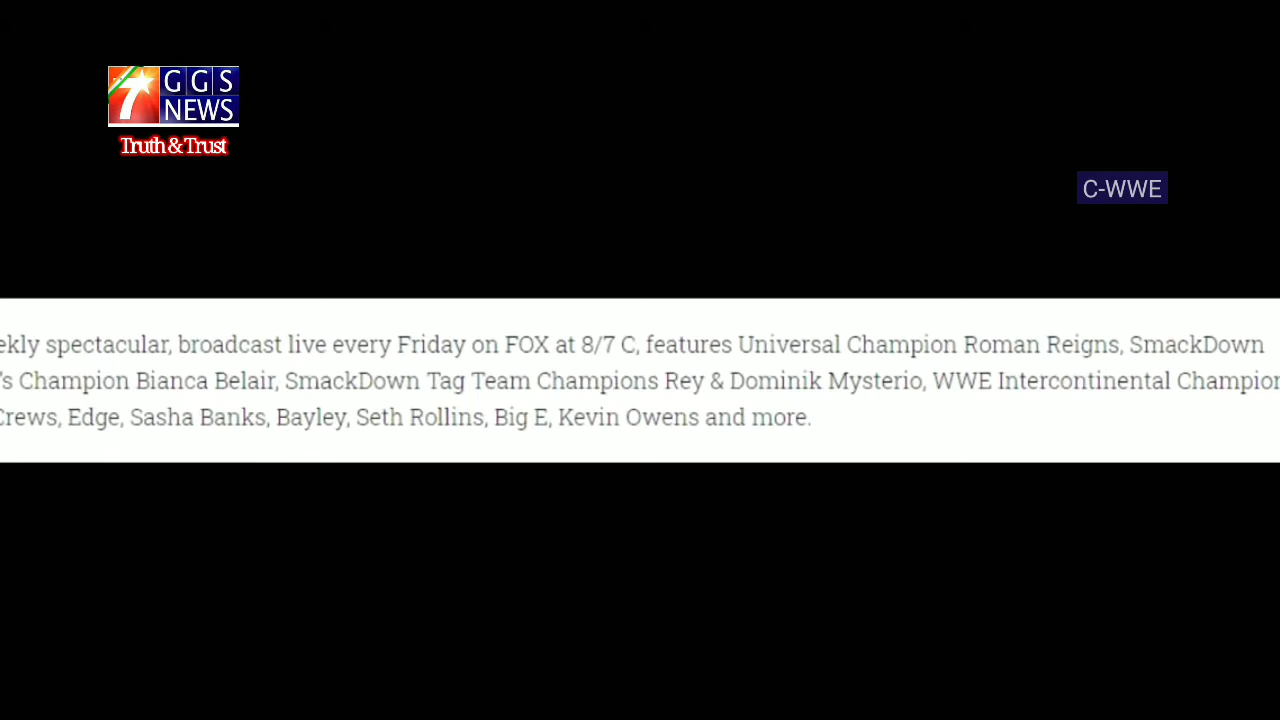 7 GGS
NEWS
Truth & Trust
C-WWE
ekly spectacular, broadcast live every Friday on FOX at 8/7 C, features Universal Champion Roman Reigns, SmackDown
's Champion Bianca Belair, SmackDown Tag Team Champions Rey & Dominik Mysterio, WWE Intercontinental Champion
Crews, Edge, Sasha Banks, Bayley, Seth Rollins, Big E, Kevin Owens and more.